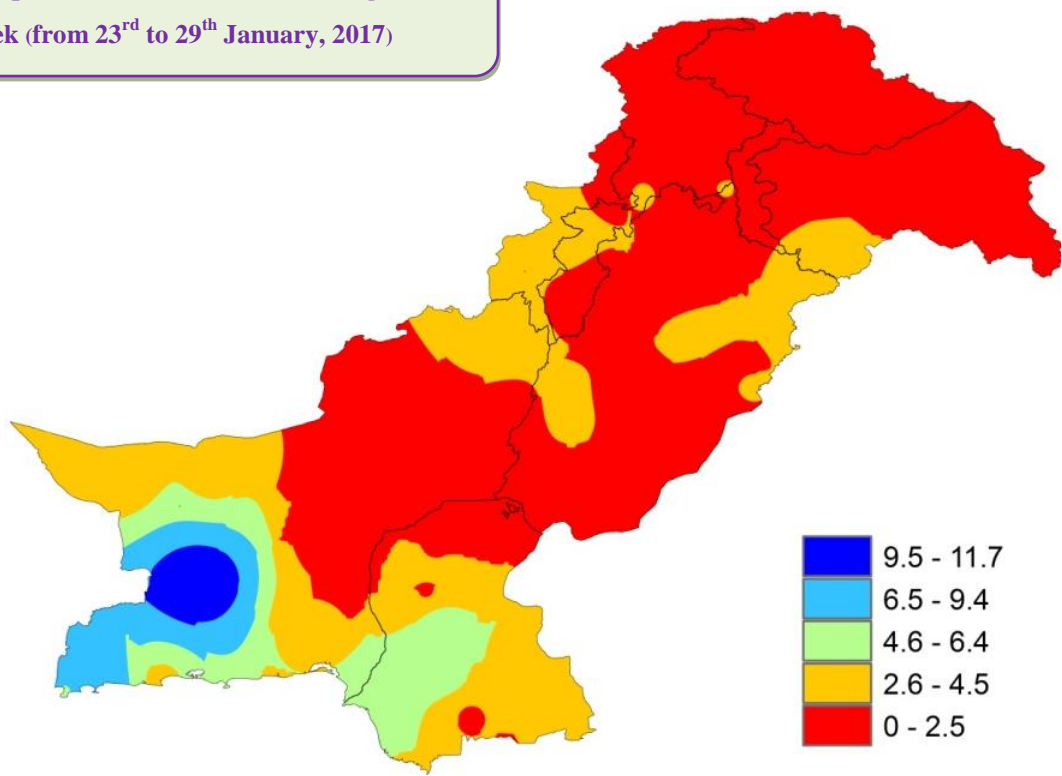 ek (from 23rd to 29th January, 2017)
9.5 - 11.7
6.5 - 9.4
4.6 - 6.4
2.6 - 4.5
0 - 2.5